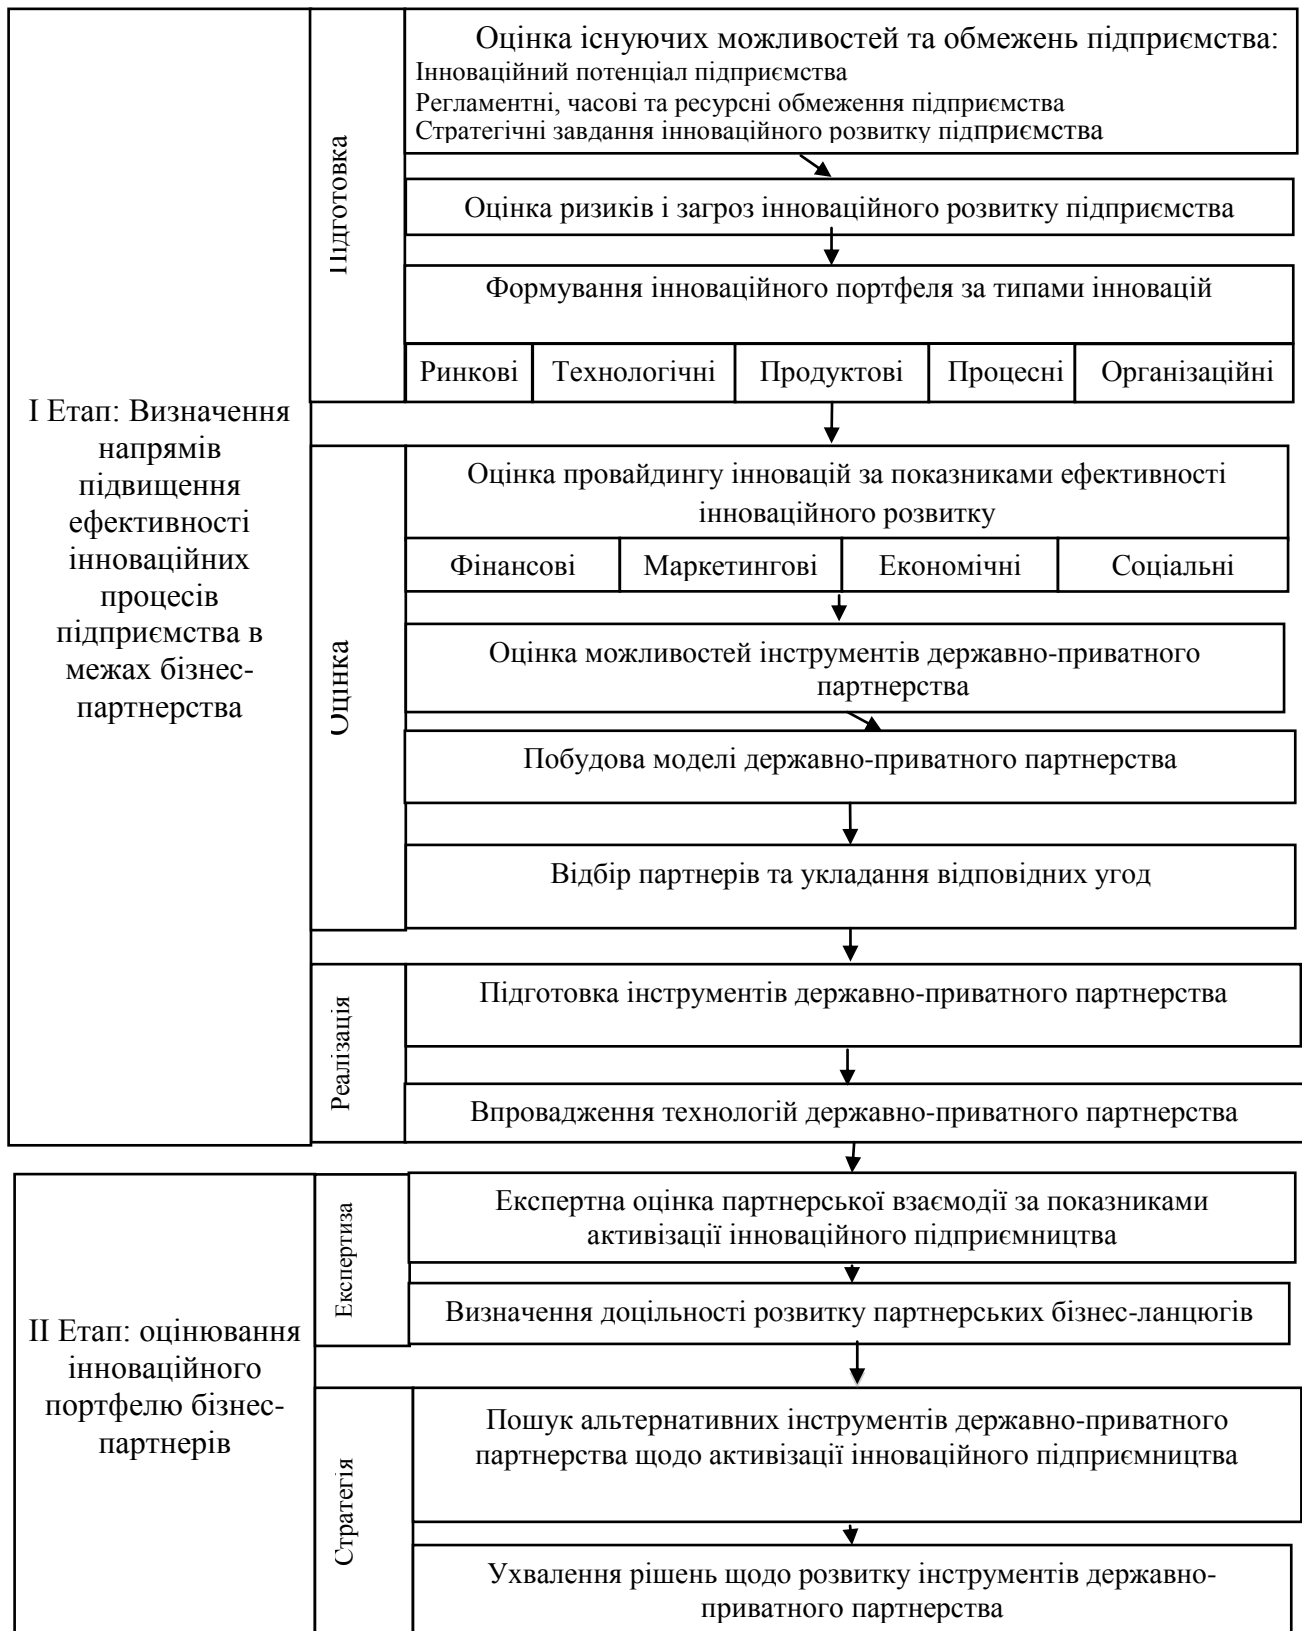 І Етап: Визначення
напрямів
підвищення
ефективності
інноваційних
процесів
підприємства в
межах бізнес-
партнерства
Підготовка
Оцінка існуючих можливостей та обмежень підприємства:
Інноваційний потенціал підприємства
Регламентні, часові та ресурсні обмеження підприємства
Стратегічні завдання інноваційного розвитку підприємства
Оцінка ризиків і загроз інноваційного розвитку підприємства
Формування інноваційного портфеля за типами інновацій
Ринкові Технологічні Продуктові Процесні Організаційні
Оцінка
Оцінка провайдингу інновацій за показниками ефективності
інноваційного розвитку
Фінансові Маркетингові Економічні Соціальні
Оцінка можливостей інструментів державно-приватного
партнерства
Побудова моделі державно-приватного партнерства
Відбір партнерів та укладання відповідних угод
Реалізація
Підготовка інструментів державно-приватного партнерства
Впровадження технологій державно-приватного партнерства
ІІ Етап: оцінювання
інноваційного
портфелю бізнес-
партнерів
Експертиза
Експертна оцінка партнерської взаємодії за показниками
активізації інноваційного підприємництва
Визначення доцільності розвитку партнерських бізнес-ланцюгів
Стратегія
Пошук альтернативних інструментів державно-приватного
партнерства щодо активізації інноваційного підприємництва
Ухвалення рішень щодо розвитку інструментів державно-
приватного партнерства